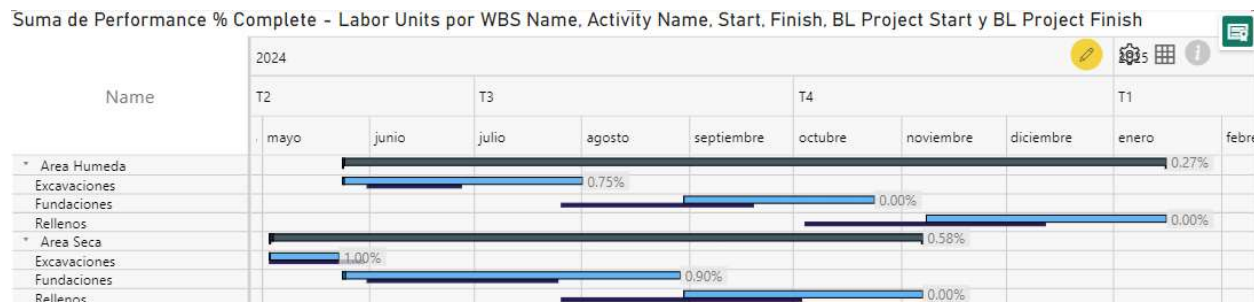 Suma de Performance % Complete - Labor Units por WBS Name, Activity Name, Start, Finish, BL Project Start y BL Project Finish
2024 2025
Name T2 T3 T4 T1
mayo junio julio agosto septiembre octubre noviembre diciembre enero febre
Area Humeda 0.27%
Excavaciones 0.75%
Fundaciones 0.00%
Rellenos 0.00%
Area Seca 0.58%
Excavaciones 1.00%
Fundaciones 0.90%
Rellenos 0.00%